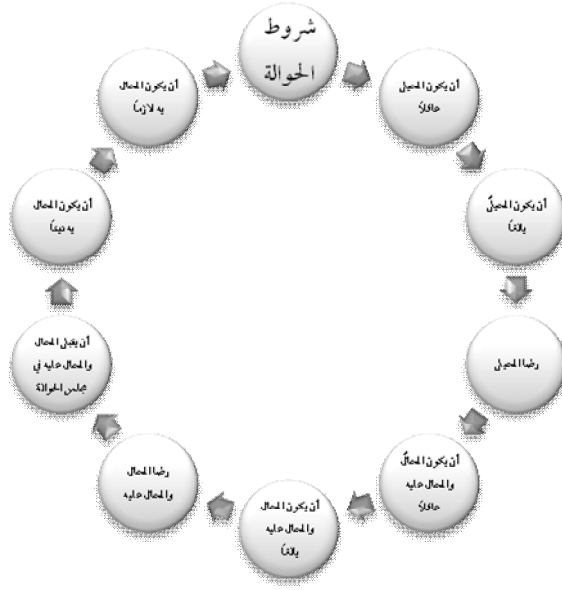 شروط
الحوالة
أن يكون المحيل
عاقلاً
أن يكون المحيلُ
بالغاً
رضا المحيل
أن يكون المحالُ
والمحال عليه
عاقلاً
أن يكون المحال
والمحال عليه
بالغاً
رضا المحال
والمحال عليه
أن يقبل المحال
والمحال عليه في
مجلس الحوالة
أن يكون المحال
به ديناً
أن يكون المحال
به لازماً